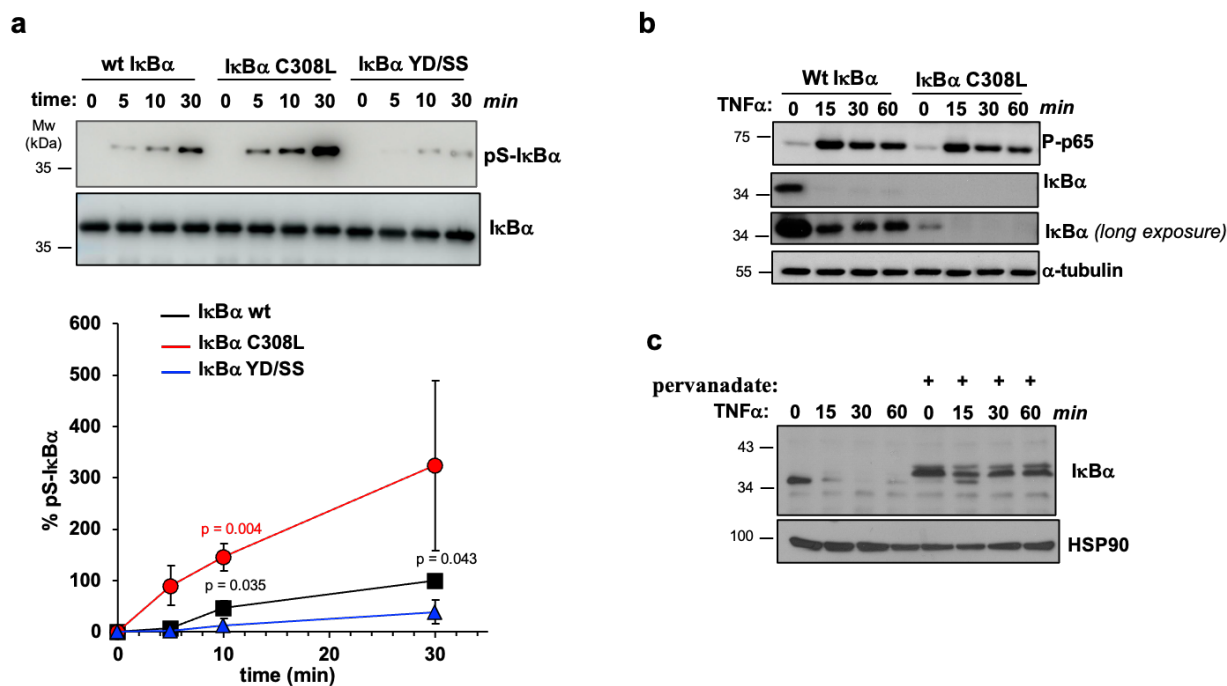 a
wt IκBα IκBα C308L IκBα YD/SS
time: 0 5 10 30 0 5 10 30 0 5 10 30 min
Mw
(kDa)
35
pS-IκBα
35
IκBα
IκBα wt
IκBα C308L
IκBα YD/SS
% pS-IκBα
600
500
400
300
200
100
0
p = 0.004
p = 0.035
p = 0.043
0 10 20 30
time (min)
b
Wt IκBα IκBα C308L
TNFα: 0 15 30 60 0 15 30 60 min
75
P-p65
34
IκBα
34
IκBα (long exposure)
55
α-tubulin
c
pervanadate: + + + +
TNFα: 0 15 30 60 0 15 30 60 min
43
34
IκBα
100
HSP90